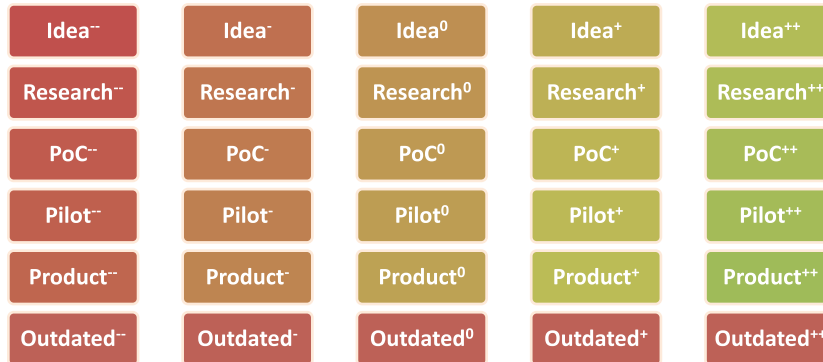 Idea-- Idea- Idea0 Idea+ Idea++
Research-- Research- Research0 Research+ Research++
PoC-- PoC- PoC0 PoC+ PoC++
Pilot-- Pilot- Pilot0 Pilot+ Pilot++
Product-- Product- Product0 Product+ Product++
Outdated-- Outdated- Outdated0 Outdated+ Outdated++